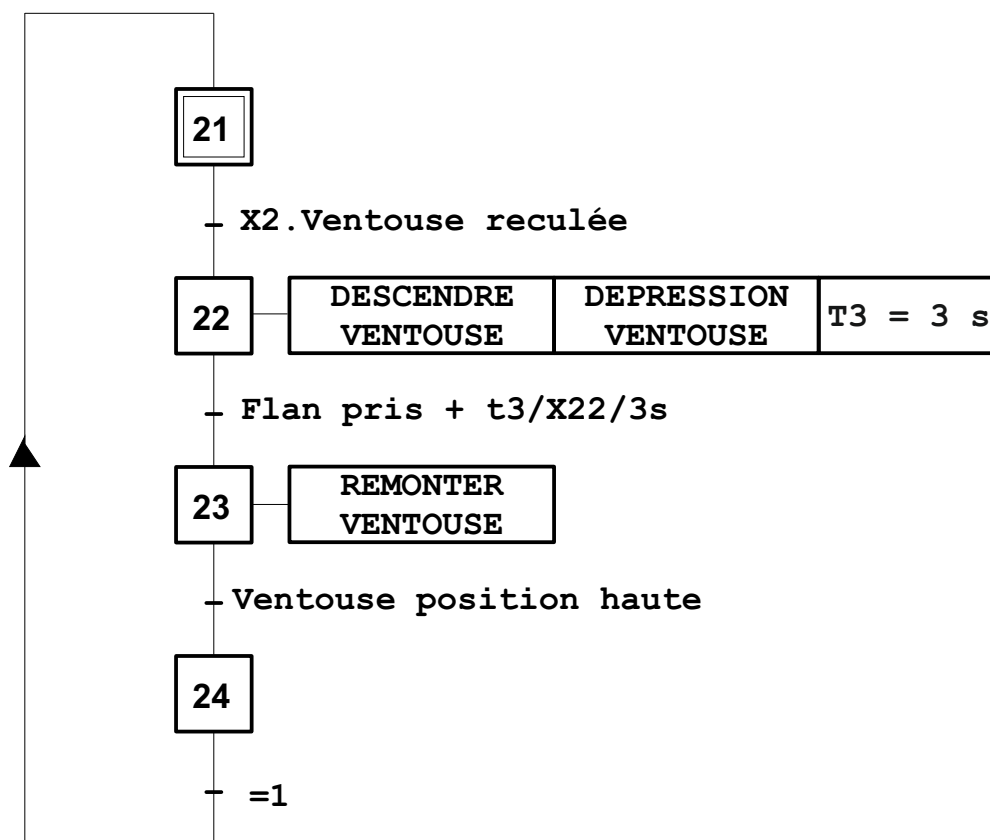 21
X2.Ventouse reculée
22
DESCENDRE
VENTOUSE
DEPRESSION
VENTOUSE
T3 = 3 s
Flan pris + t3/X22/3s
23
REMONTER
VENTOUSE
Ventouse position haute
24
=1